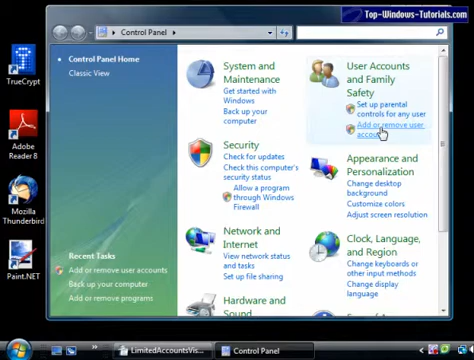 Top-Windows-Tutorials.com
Control Panel
TrueCrypt
Adobe
Reader 8
Mozilla
Thunderbird
Paint.NET
Control Panel Home
Classic View
Recent Tasks
Add or remove user accounts
Back up your computer
Add or remove programs
System and
Maintenance
Get started with
Windows
Back up your
computer
Security
Check for updates
Check this computer's
security status
Allow a program
through Windows
Firewall
Network and
Internet
View network status
and tasks
Set up file sharing
Hardware and
Sound
User Accounts
and Family
Safety
Set up parental
controls for any user
Add or remove user
accounts
Appearance and
Personalization
Change desktop
background
Customize colors
Adjust screen resolution
Clock, Language,
and Region
Change keyboards or
other input methods
Change display
language
LimitedAccountsVis...
Control Panel